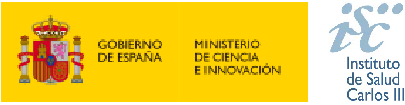 GOBIERNO
DE ESPAÑA
MINISTERIO
DE CIENCIA
E INNOVACIÓN
Instituto
de Salud
Carlos III